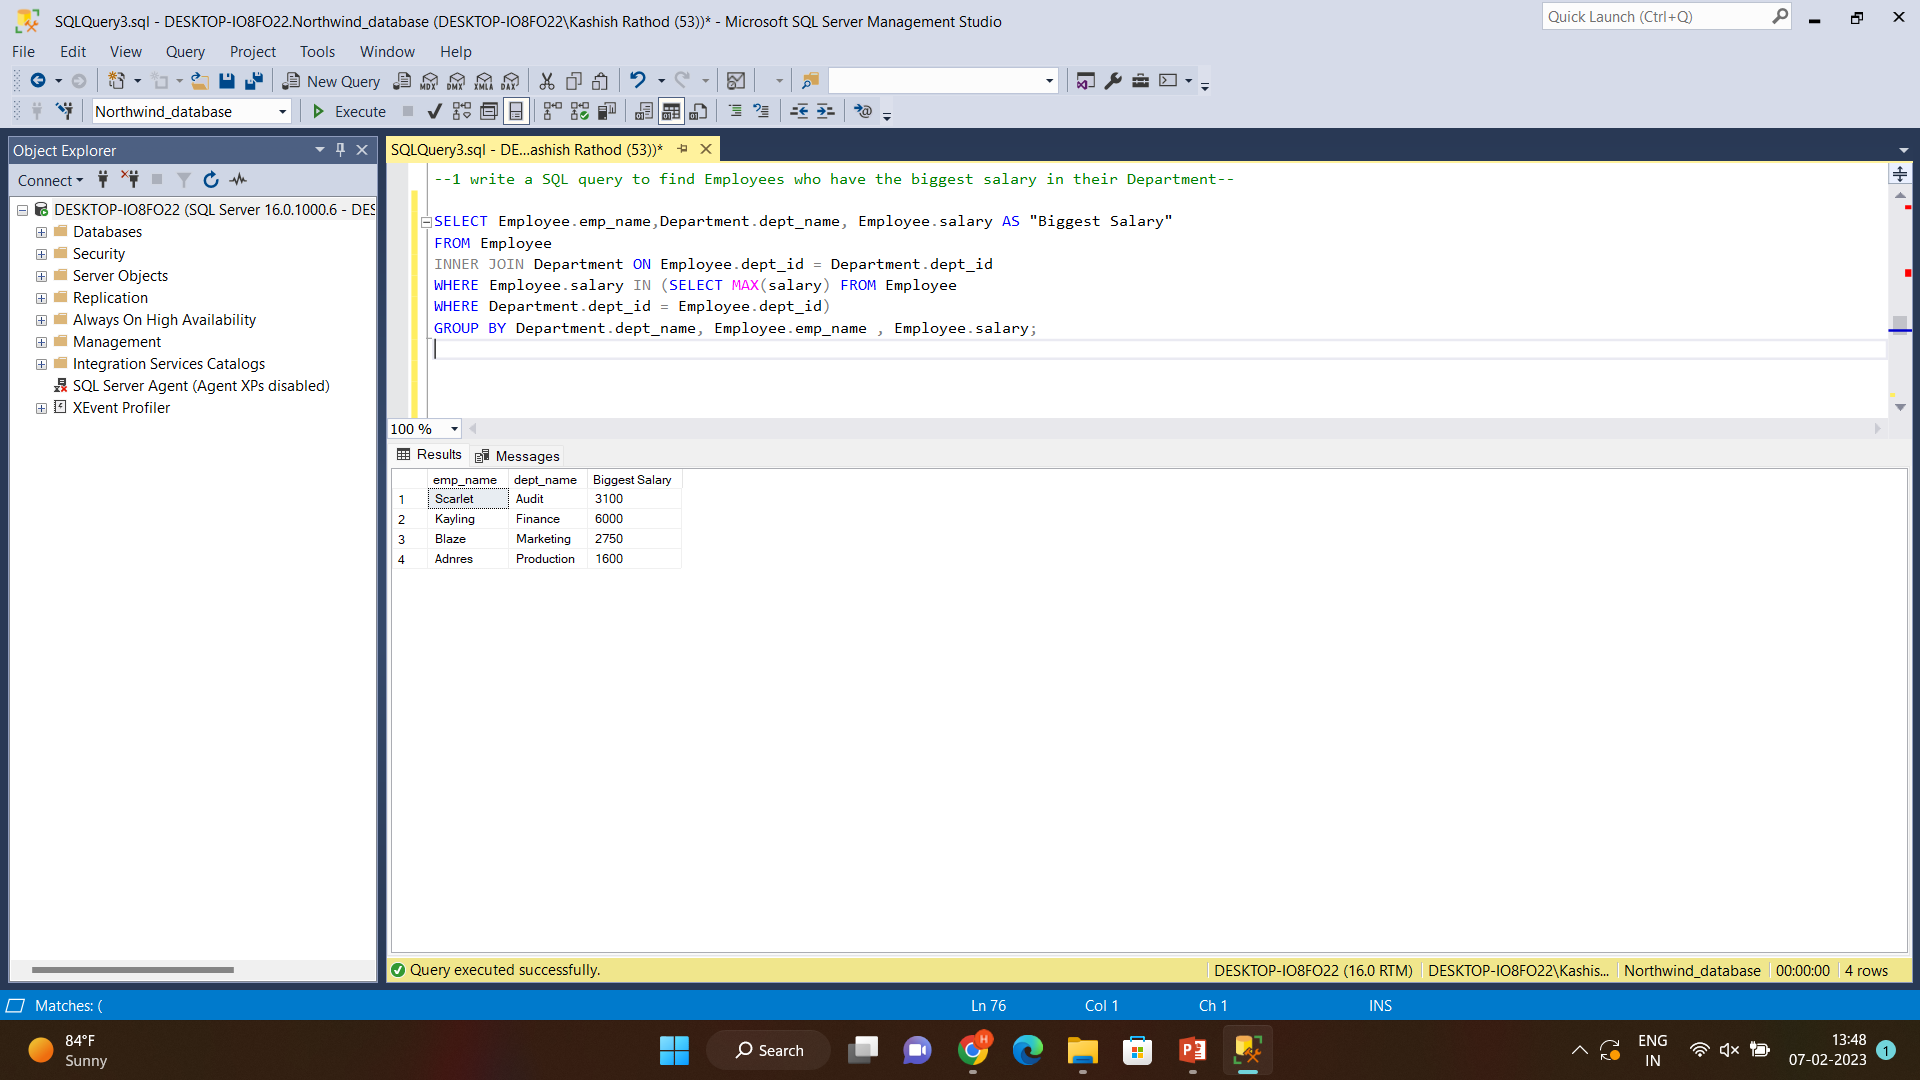 SQLQuery3.sql - DESKTOP-IO8FO22.Northwind_database (DESKTOP-IO8FO22\Kashish Rathod (53))* - Microsoft SQL Server Management Studio
Quick Launch (Ctrl+Q)
File Edit View Query Project Tools Window Help
New Query MDX DMX XMLA DAX
Northwind_database Execute
Object Explorer
SQLQuery3.sql - DE...ashish Rathod (53))*
Connect
DESKTOP-IO8FO22 (SQL Server 16.0.1000.6 - DES
Databases
Security
Server Objects
Replication
Always On High Availability
Management
Integration Services Catalogs
SQL Server Agent (Agent XPs disabled)
XEvent Profiler
--1 write a SQL query to find Employees who have the biggest salary in their Department--
SELECT Employee.emp_name,Department.dept_name, Employee.salary AS "Biggest Salary"
FROM Employee
INNER JOIN Department ON Employee.dept_id = Department.dept_id
WHERE Employee.salary IN (SELECT MAX(salary) FROM Employee
WHERE Department.dept_id = Employee.dept_id)
GROUP BY Department.dept_name, Employee.emp_name , Employee.salary;
100 %
Results Messages
emp_name dept_name Biggest Salary
1 Scarlet Audit 3100
2 Kayling Finance 6000
3 Blaze Marketing 2750
4 Adnres Production 1600
Query executed successfully.
DESKTOP-IO8FO22 (16.0 RTM) DESKTOP-IO8FO22\Kashis... Northwind_database 00:00:00 4 rows
Matches: ( Ln 76 Col 1 Ch 1 INS
84°F
Sunny
Search
H
ENG
IN
13:48
07-02-2023
1